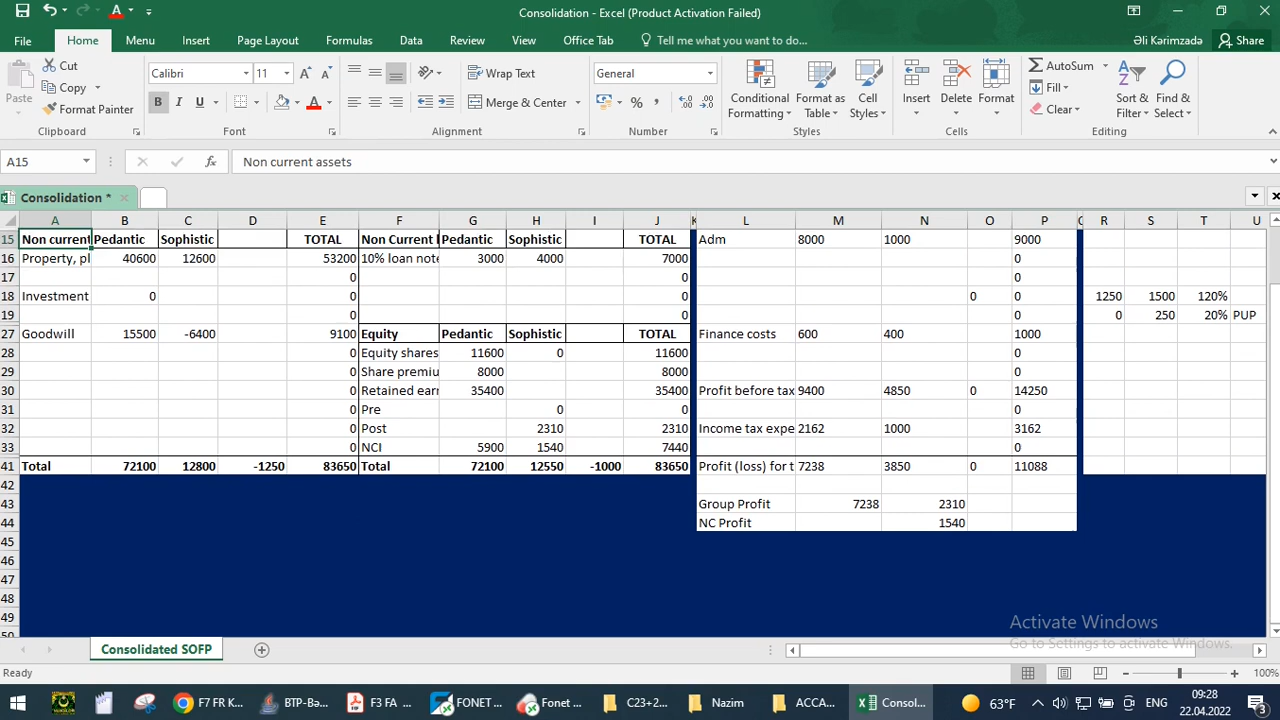 Consolidation - Excel (Product Activation Failed)
File Home Menu Insert Page Layout Formulas Data Review View Office Tab Tell me what you want to do... Əli Kərimzadə Share
Paste Cut Copy Format Painter Clipboard
Calibri 11 B I U A Font
Wrap Text Merge & Center Alignment
General % , Number
Conditional Formatting Format as Table Cell Styles Styles
Insert Delete Format Cells
AutoSum Fill Clear Sort & Filter Find & Select Editing
A15 fx Non current assets
Consolidation *
A B C D E F G H I J K L M N O P R S T U
15 Non current Pedantic Sophistic TOTAL Non Current Pedantic Sophistic TOTAL Adm 8000 1000 9000
16 Property, pl 40600 12600 53200 10% loan note 3000 4000 7000 0
17 0 0 0
18 Investment 0 0 0 0 0 1250 1500 120%
19 0 0 0 0 250 20% PUP
27 Goodwill 15500 -6400 9100 Equity Pedantic Sophistic TOTAL Finance costs 600 400 1000
28 0 Equity shares 11600 0 11600 0
29 0 Share premiu 8000 8000 0
30 0 Retained earn 35400 35400 Profit before tax 9400 4850 0 14250
31 0 Pre 0 0 0
32 0 Post 2310 2310 Income tax expe 2162 1000 3162
33 0 NCI 5900 1540 7440 0
41 Total 72100 12800 -1250 83650 Total 72100 12550 -1000 83650 Profit (loss) for t 7238 3850 0 11088
42
43 Group Profit 7238 2310
44 NC Profit 1540
45
46
47
48
49
50
Activate Windows
Go to Settings to activate Windows.
Consolidated SOFP
Ready 100%
F7 FR K... BTP-Bə... F3 FA ... FONET ... Fonet ... C23+2... Nazim ACCA... Consol... 63°F ENG 09:28 22.04.2022 3